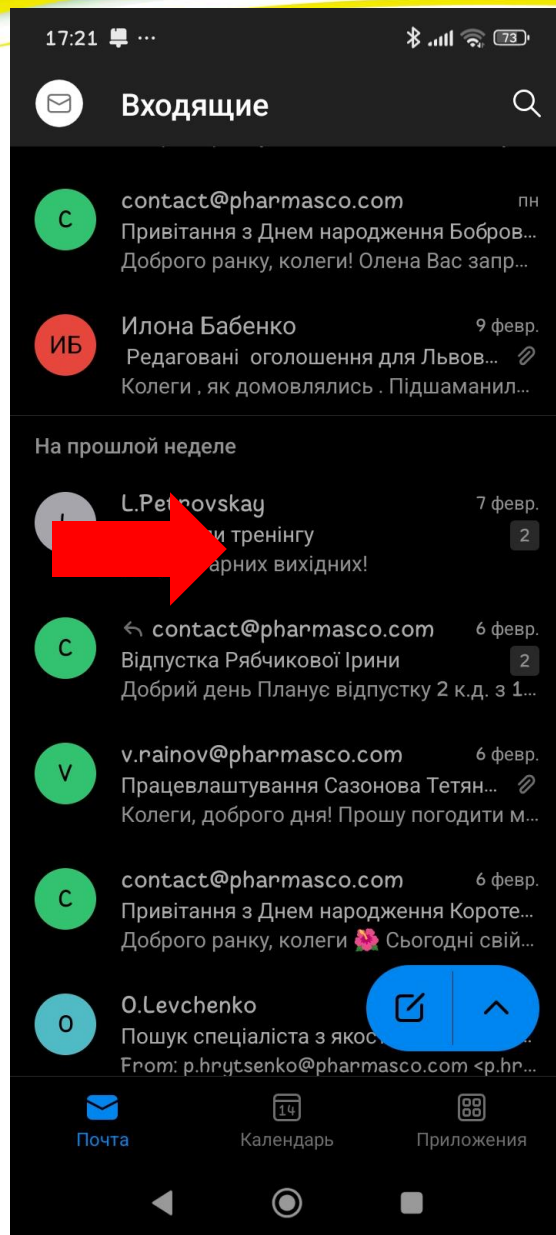 17:21 ... 73
Входящие
contact@pharmasco.com пн
С
Привітання з Днем народження Бобров...
Доброго ранку, колеги! Олена Вас запр...
Илона Бабенко 9 февр.
ИБ
Редаговані оголошення для Львов...
Колеги , як домовлялись . Підшаманил...
На прошлой неделе
L.Petrovskay 7 февр.
тренінгу 2
вихідних!
contact@pharmasco.com 6 февр.
С
Відпустка Рябчикової Ірини 2
Добрий день Планує відпустку 2 к.д. з 1...
v.rainov@pharmasco.com 6 февр.
V
Працевлаштування Сазонова Тетян...
Колеги, доброго дня! Прошу погодити м...
contact@pharmasco.com 6 февр.
С
Привітання з Днем народження Короте...
Доброго ранку, колеги 🌺 Сьогодні свій...
O.Levchenko
O
Пошук спеціаліста з
From: p.hrytsenko@pharmasco.com <p.hr...
14
Почта Календарь Приложения